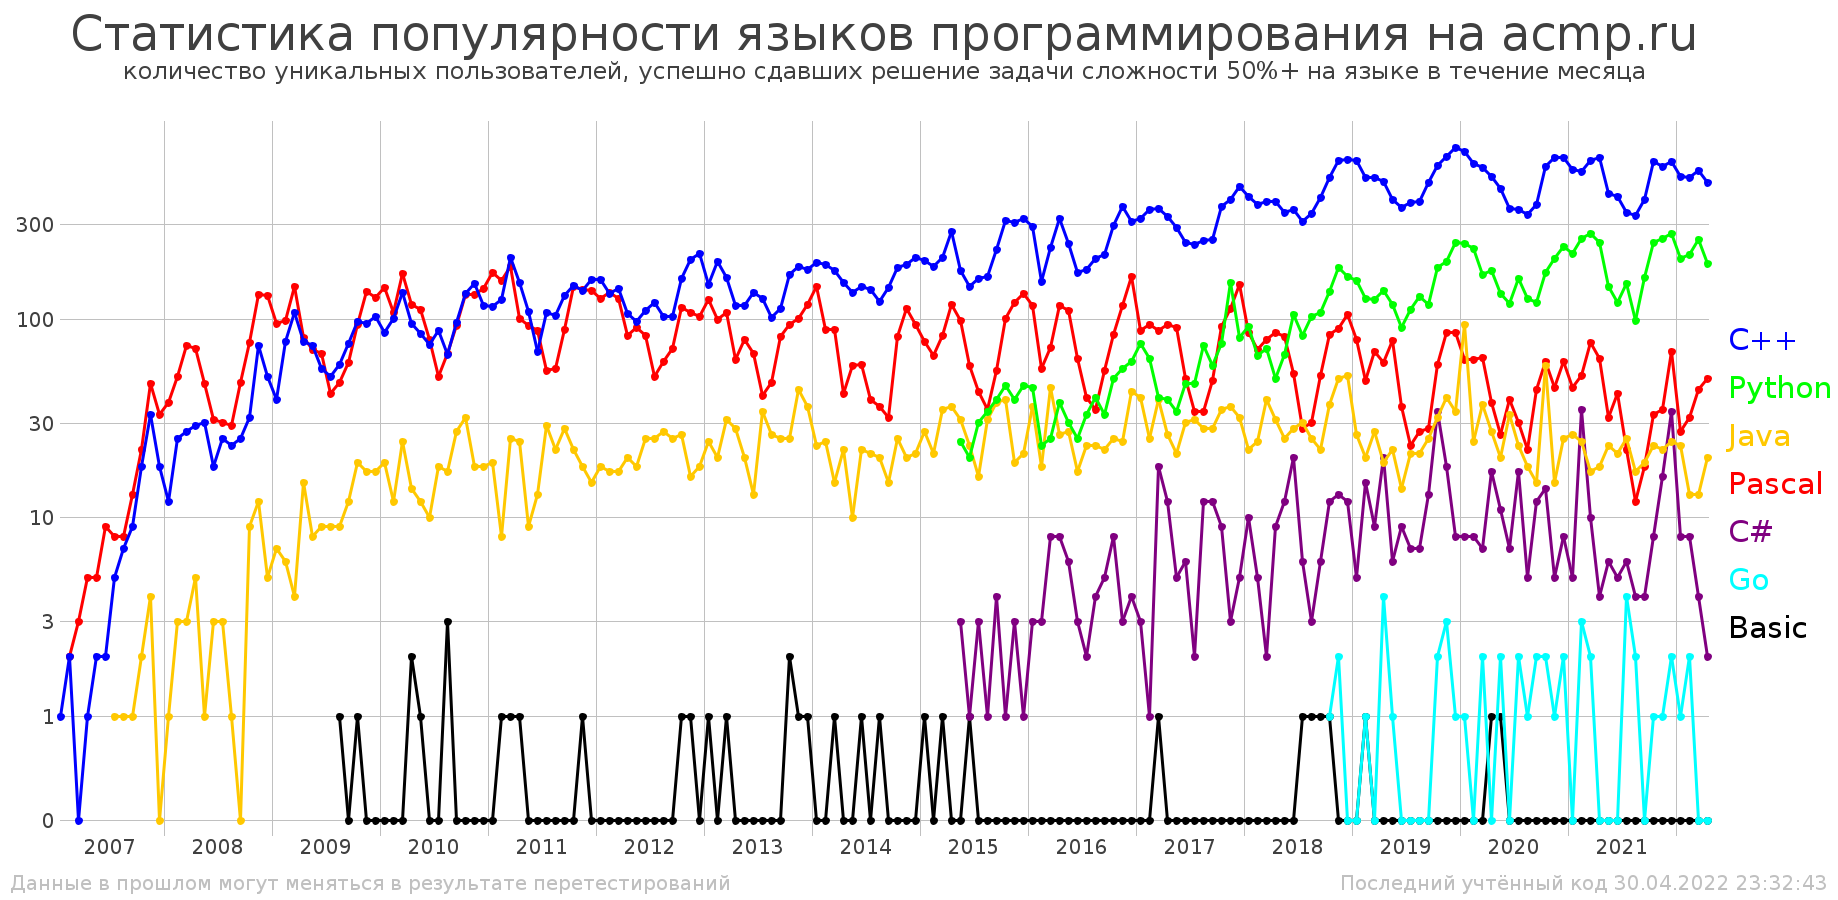 Статистика популярности языков программирования на acmp.ru
количество уникальных пользователей, успешно сдавших решение задачи сложности 50%+ на языке в течение месяца
300
100
30
10
3
1
0
C++
Python
Java
Pascal
C#
Go
Basic
2007 2008 2009 2010 2011 2012 2013 2014 2015 2016 2017 2018 2019 2020 2021
Данные в прошлом могут меняться в результате перетестирований
Последний учтённый код 30.04.2022 23:32:43